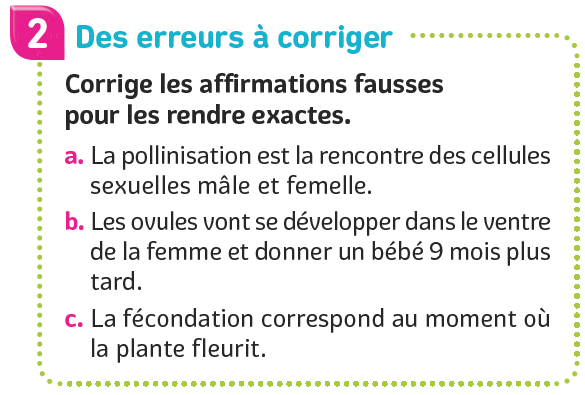 2 Des erreurs à corriger
Corrige les affirmations fausses
pour les rendre exactes.
a. La pollinisation est la rencontre des cellules
sexuelles mâle et femelle.
b. Les ovules vont se développer dans le ventre
de la femme et donner un bébé 9 mois plus
tard.
c. La fécondation correspond au moment où
la plante fleurit.